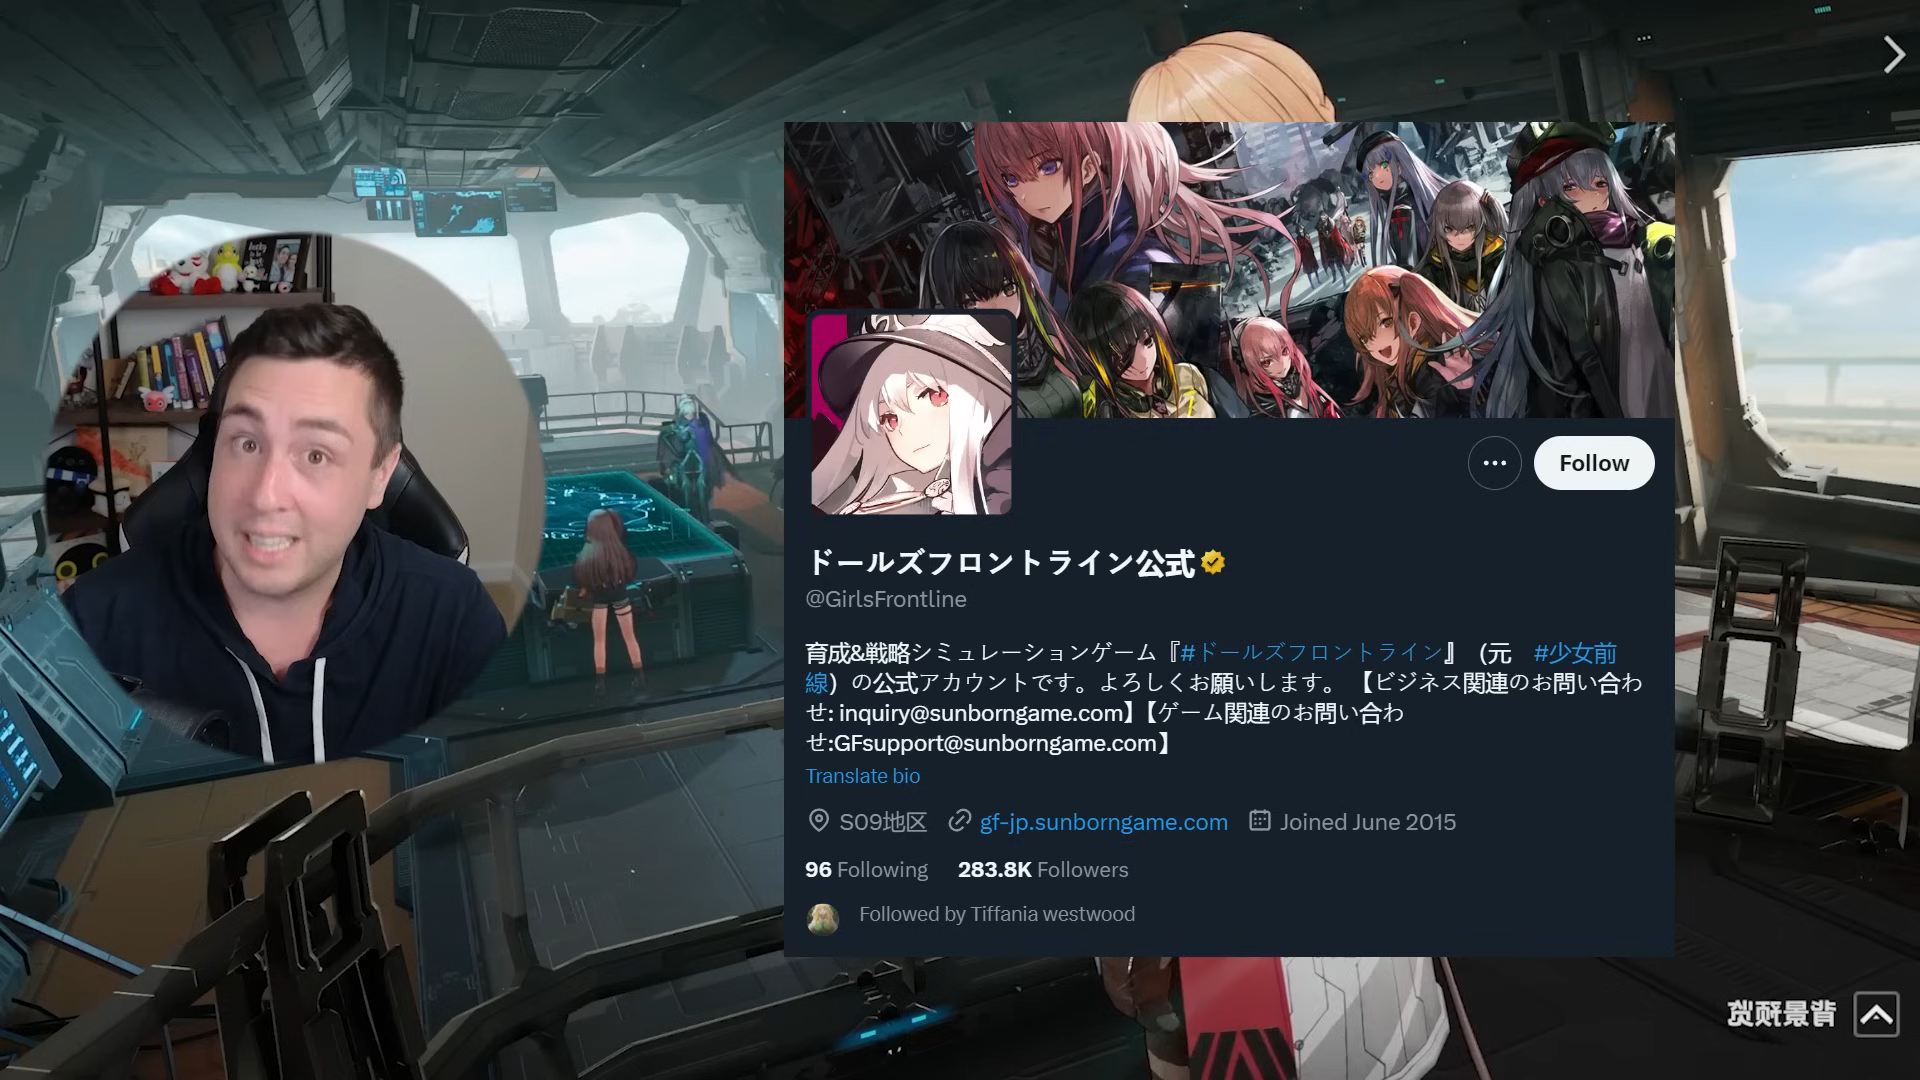 Follow
ドールズフロントライン公式
@GirlsFrontline
育成&戦略シミュレーションゲーム『#ドールズフロントライン』（元　#少女前
線）の公式アカウントです。よろしくお願いします。 【ビジネス関連のお問い合わ
せ: inquiry@sunborngame.com】【ゲーム関連のお問い合わ
せ:GFsupport@sunborngame.com】
Translate bio
S09地区 gf-jp.sunborngame.com Joined June 2015
96 Following 283.8K Followers
Followed by Tiffania westwood
背景预览